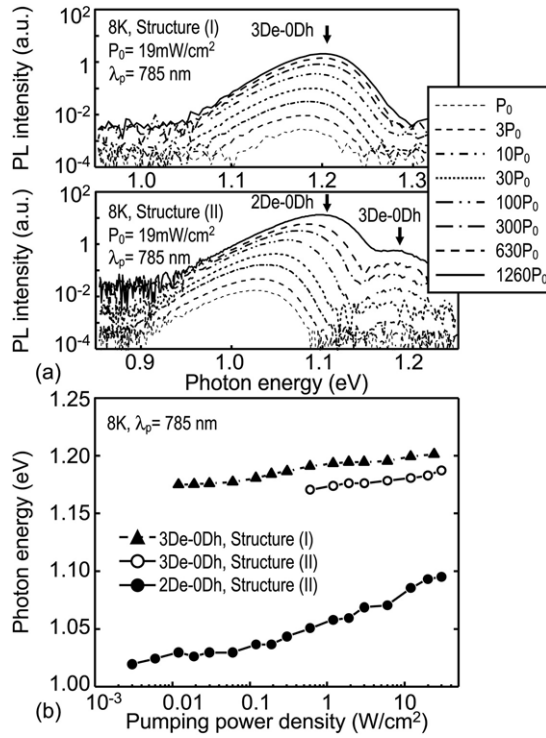 PL intensity (a.u.)
10²
1
10⁻²
10⁻⁴
8K, Structure (I)
P₀= 19mW/cm²
λₚ= 785 nm
3De-0Dh
1.0
1.1
1.2
1.3
P₀
3P₀
10P₀
30P₀
100P₀
300P₀
630P₀
1260P₀
PL intensity (a.u.)
10²
1
10⁻²
10⁻⁴
8K, Structure (II)
P₀= 19mW/cm²
λₚ= 785 nm
2De-0Dh
3De-0Dh
0.9
1.0
1.1
1.2
(a)
Photon energy (eV)
Photon energy (eV)
1.25
1.20
1.15
1.10
1.05
1.00
8K, λₚ= 785 nm
3De-0Dh, Structure (I)
3De-0Dh, Structure (II)
2De-0Dh, Structure (II)
10⁻³
0.01
0.1
1
10
(b)
Pumping power density (W/cm²)